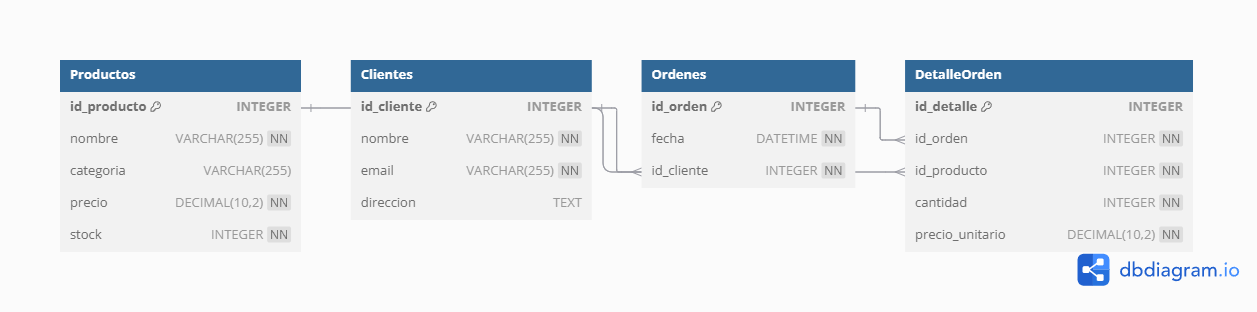 Productos
id_producto INTEGER
nombre VARCHAR(255) NN
categoria VARCHAR(255)
precio DECIMAL(10,2) NN
stock INTEGER NN
Clientes
id_cliente INTEGER
nombre VARCHAR(255) NN
email VARCHAR(255) NN
direccion TEXT
Ordenes
id_orden INTEGER
fecha DATETIME NN
id_cliente INTEGER NN
DetalleOrden
id_detalle INTEGER
id_orden INTEGER NN
id_producto INTEGER NN
cantidad INTEGER NN
precio_unitario DECIMAL(10,2) NN
dbdiagram.io